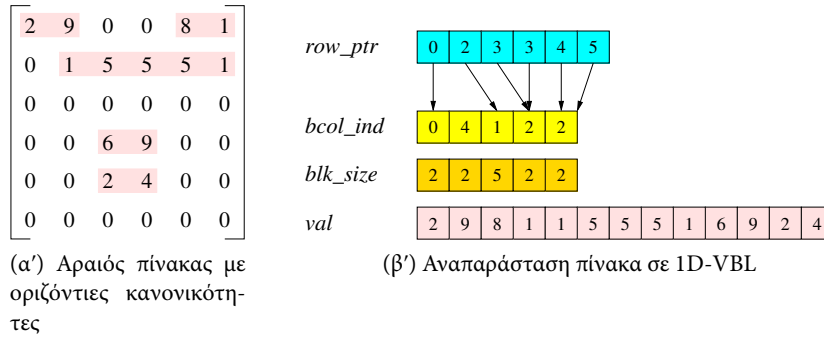 2 9 0 0 8 1
0 1 5 5 5 1
0 0 0 0 0 0
0 0 6 9 0 0
0 0 2 4 0 0
0 0 0 0 0 0
(αʹ) Αραιός πίνακας με
οριζόντιες κανονικότη-
τες
row_ptr 0 2 3 3 4 5
bcol_ind 0 4 1 2 2
blk_size 2 2 5 2 2
val 2 9 8 1 1 5 5 5 1 6 9 2 4
(βʹ) Αναπαράσταση πίνακα σε 1D-VBL